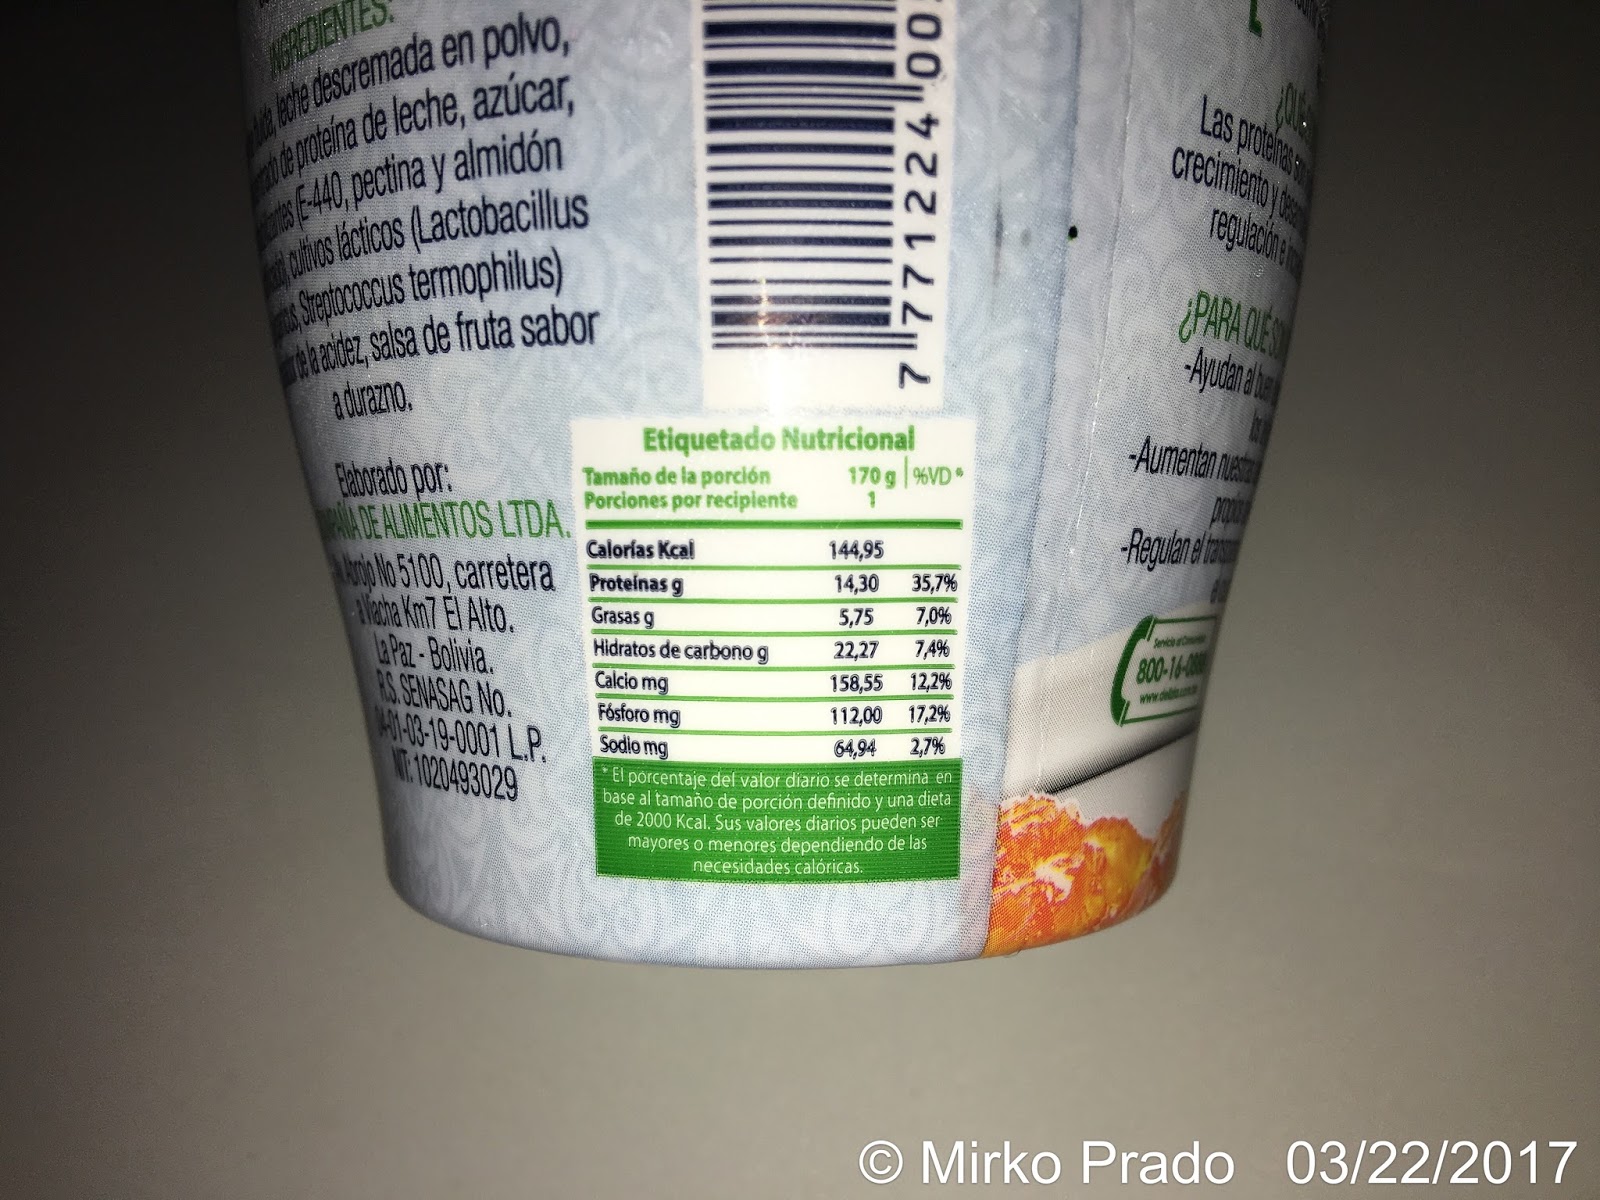 INGREDIENTES:
leche descremada en polvo,
de proteína de leche, azúcar,
(E-440, pectina y almidón
cultivos lácticos (Lactobacillus
Streptococcus termophilus)
de la acidez, salsa de fruta sabor
a durazno.
Elaborado por:
DE ALIMENTOS LTDA.
No 5100, carretera
a Viacha Km7 El Alto.
La Paz - Bolivia.
R.S. SENASAG No.
04-01-03-19-0001 L.P.
NIT: 1020493029
7 771224 00
Etiquetado Nutricional
Tamaño de la porción 170 g %VD*
Porciones por recipiente 1
Calorías Kcal 144,95
Proteínas g 14,30 35,7%
Grasas g 5,75 7,0%
Hidratos de carbono g 22,27 7,4%
Calcio mg 158,55 12,2%
Fósforo mg 112,00 17,2%
Sodio mg 64,94 2,7%
* El porcentaje del valor diario se determina en
base al tamaño de porción definido y una dieta
de 2000 Kcal. Sus valores diarios pueden ser
mayores o menores dependiendo de las
necesidades calóricas.
Las proteínas
crecimiento y
regulación e
¿PARA QUÉ
-Ayudan al
-Aumentan
-Regulan el
Servicio al Consumidor
800-16-
© Mirko Prado 03/22/2017